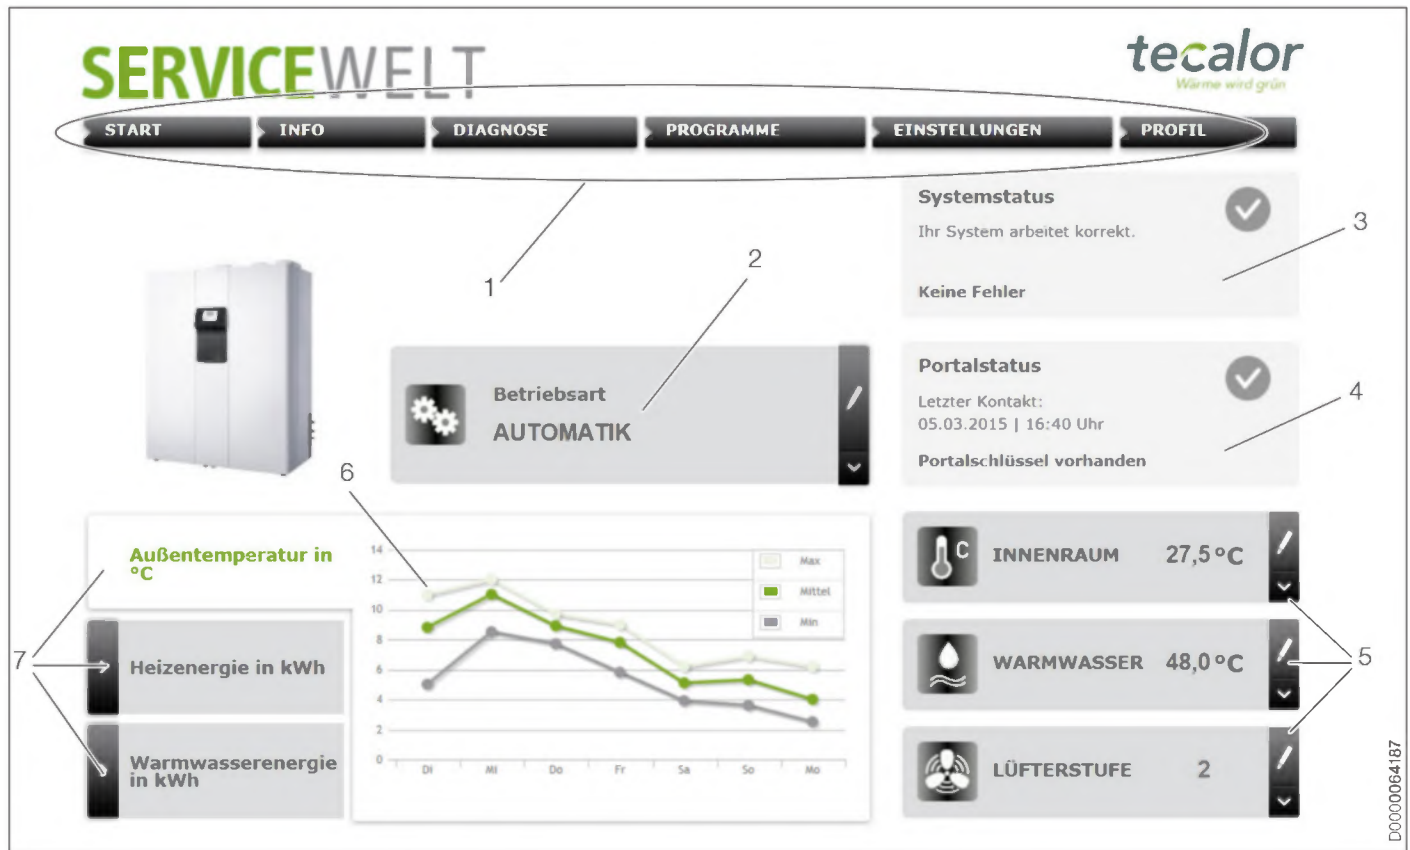 SERVICEWELT
tecalor
Wärme wird grün
START
INFO
DIAGNOSE
PROGRAMME
EINSTELLUNGEN
PROFIL
1
Systemstatus
Ihr System arbeitet korrekt.
Keine Fehler
3
2
Betriebsart
AUTOMATIK
Portalstatus
Letzter Kontakt:
05.03.2015 | 16:40 Uhr
Portalschlüssel vorhanden
4
6
Außentemperatur in
°C
Heizenergie in kWh
Warmwasserenergie
in kWh
7
14
12
10
8
6
4
2
0
DI
MI
Do
Fr
Sa
So
Mo
Max
Mittel
Min
C
INNENRAUM 27,5 °C
WARMWASSER 48,0 °C
LÜFTERSTUFE 2
5
D0000064187